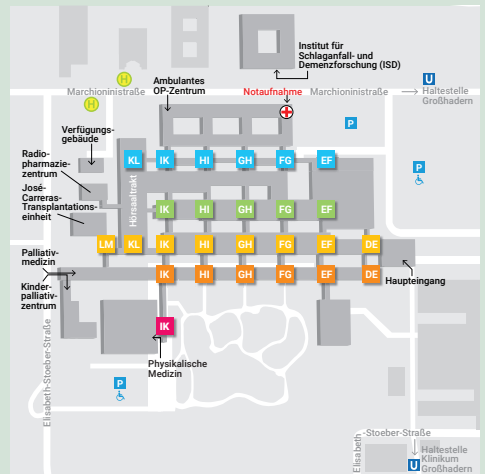 Institut für
Schlaganfall- und
Demenzforschung (ISD)
U
H
Marchioninistraße
H
Ambulantes
OP-Zentrum
Notaufnahme
Marchioninistraße
Haltestelle
Großhadern
P
Verfügungs-
gebäude
Radio-
pharmazie-
zentrum
José-
Carreras-
Transplantations-
einheit
Hörsaaltrakt
KL IK HI GH FG EF
P
IK HI GH FG EF
LM KL IK HI GH FG EF DE
Palliativ-
medizin
Kinder-
palliativ-
zentrum
IK HI GH FG EF DE
Haupteingang
IK
Physikalische
Medizin
P
Elisabeth-Stoeber-Straße
Elisabeth
-Stoeber-Straße
U
Haltestelle
Klinikum
Großhadern